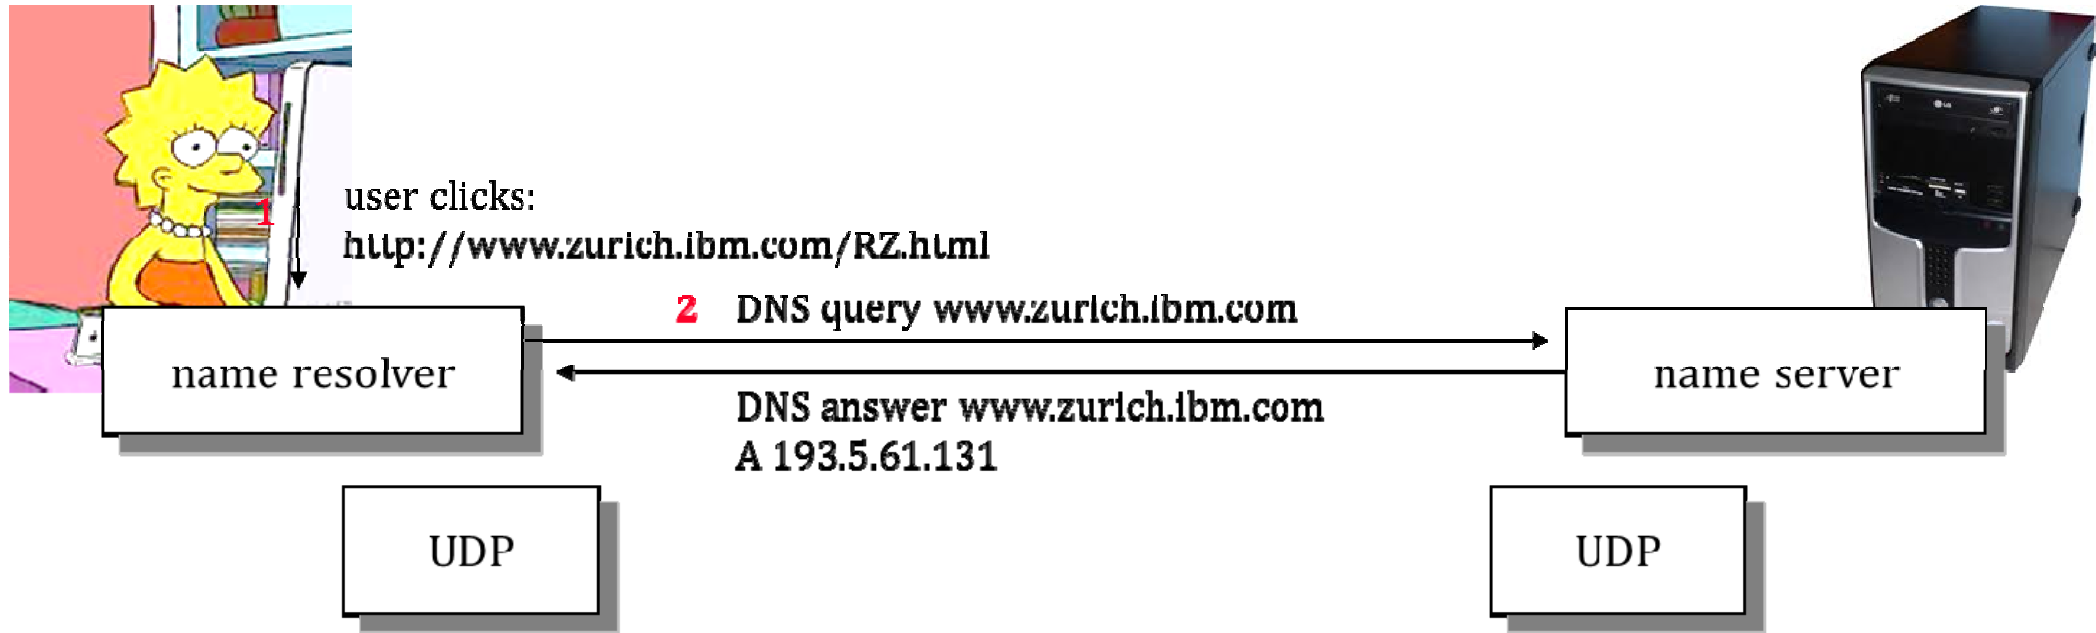 user clicks:
1
http://www.zurich.ibm.com/RZ.html
2 DNS query www.zurich.ibm.com
name resolver
name server
DNS answer www.zurich.ibm.com
A 193.5.61.131
UDP
UDP
LG